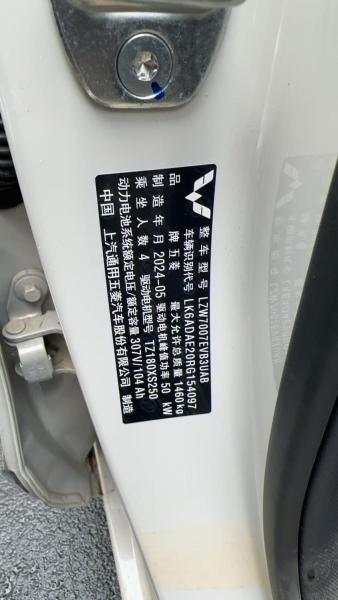 整车型号 LZW7007EVB3UAB
车辆识别代号 LK6ADAE20RG154097
品 牌 五菱 最大允许总质量 1460 kg
制造年月 2024-05 驱动电机峰值功率 50 kW
乘坐人数 4 驱动电机型号 TZ180XS250
动力电池系统额定电压/额定容量 307V/104Ah
中国 上汽通用五菱汽车股份有限公司 制造